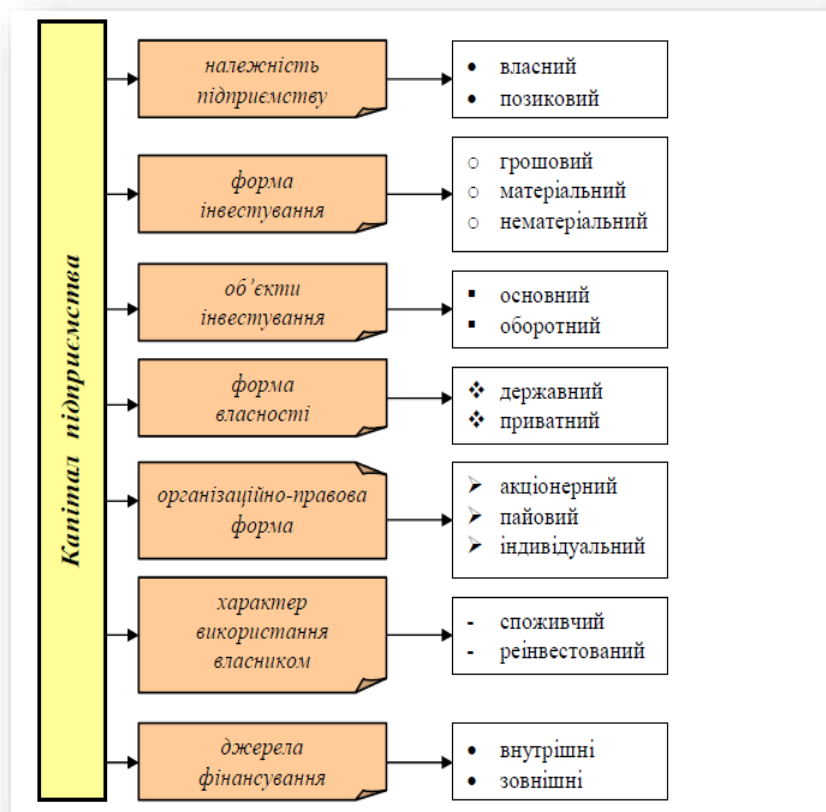 Капітал підприємства
належність
підприємству
• власний
• позиковий
форма
інвестування
○ грошовий
○ матеріальний
○ нематеріальний
об’єкти
інвестування
▪ основний
▪ оборотний
форма
власності
❖ державний
❖ приватний
організаційно-правова
форма
➢ акціонерний
➢ пайовий
➢ індивідуальний
характер
використання
власником
- споживчий
- реінвестований
джерела
фінансування
• внутрішні
• зовнішні